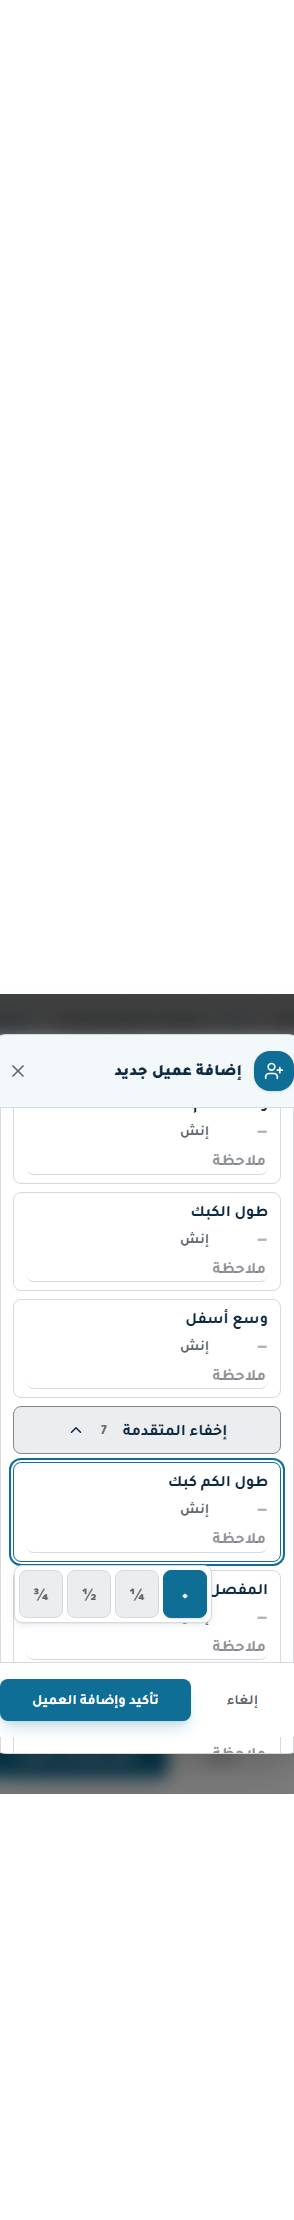 إضافة عميل جديد
– إنش
ملاحظة
طول الكبك
– إنش
ملاحظة
وسع أسفل
– إنش
ملاحظة
إخفاء المتقدمة 7
طول الكم كبك
– إنش
ملاحظة
المفصل
٠ ¼ ½ ¾
–
ملاحظة
إلغاء
تأكيد وإضافة العميل